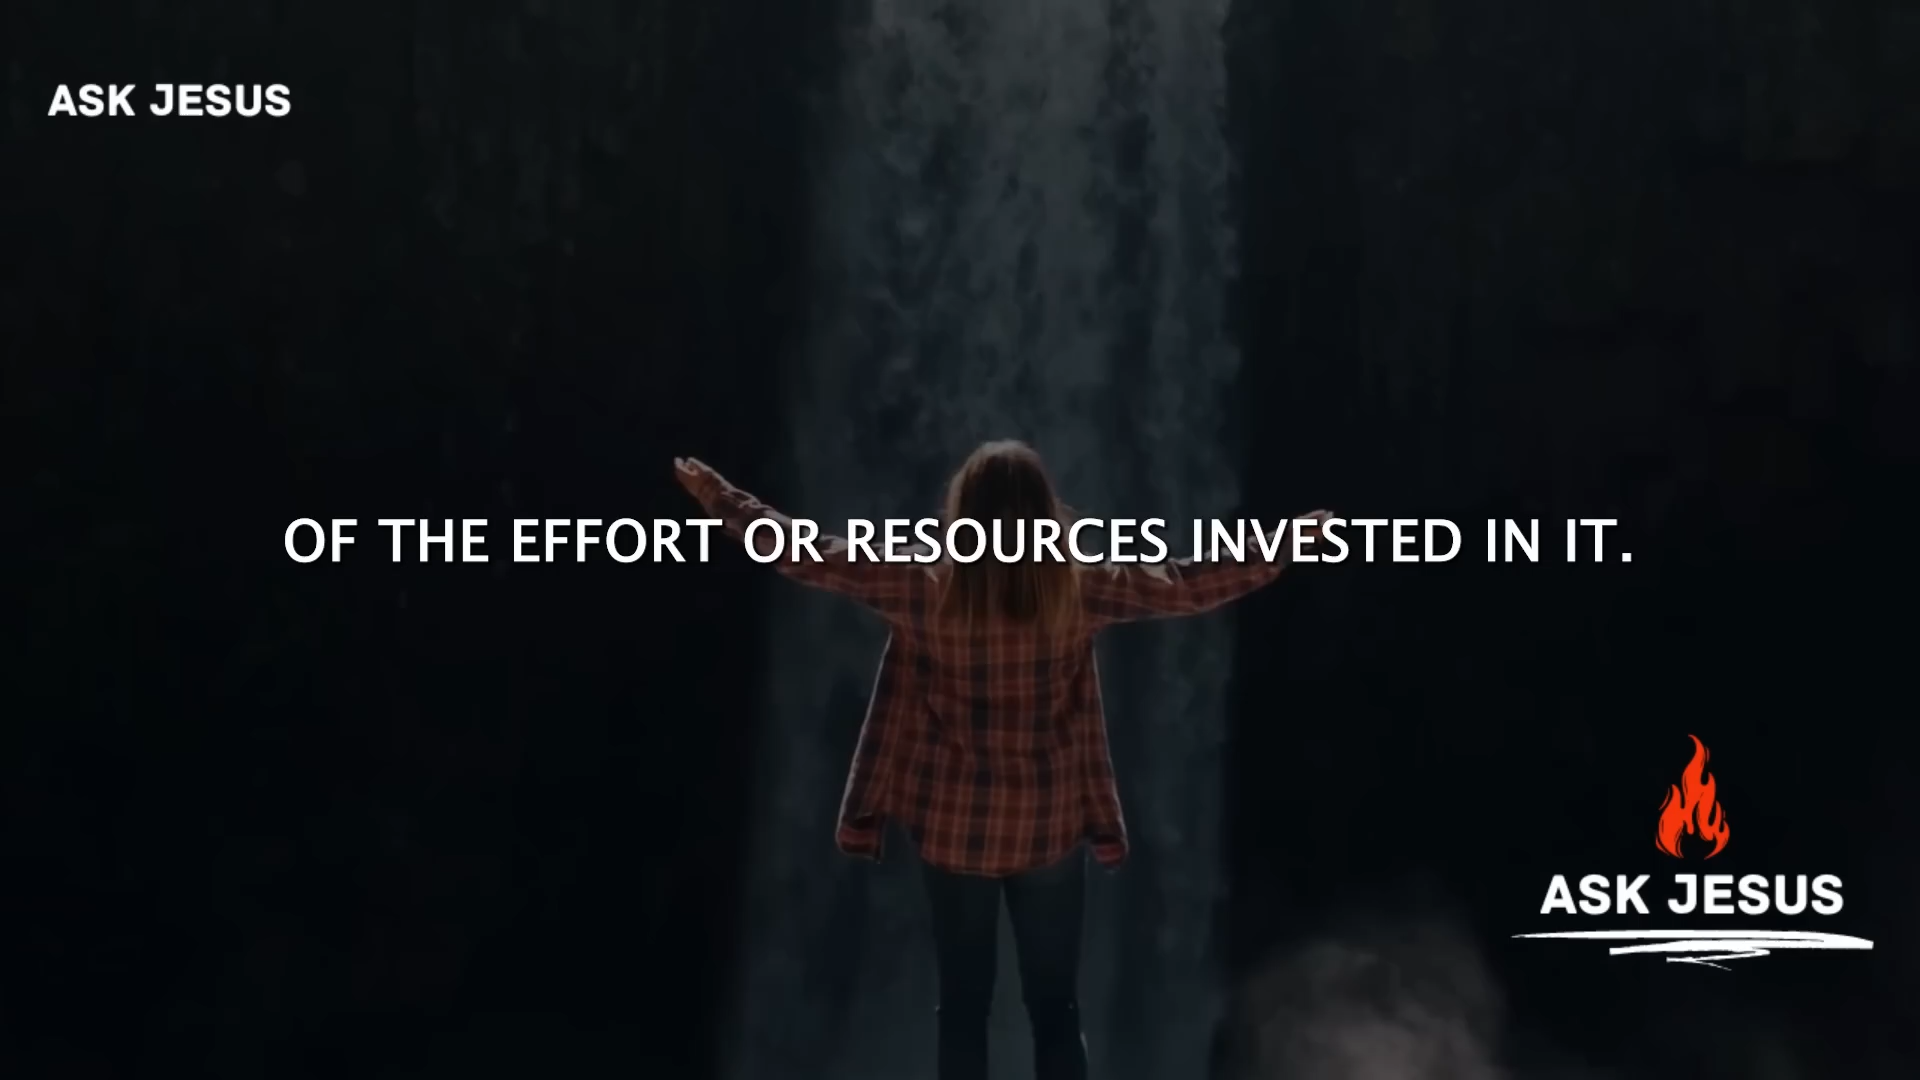 ASK JESUS
OF THE EFFORT OR RESOURCES INVESTED IN IT.
ASK JESUS